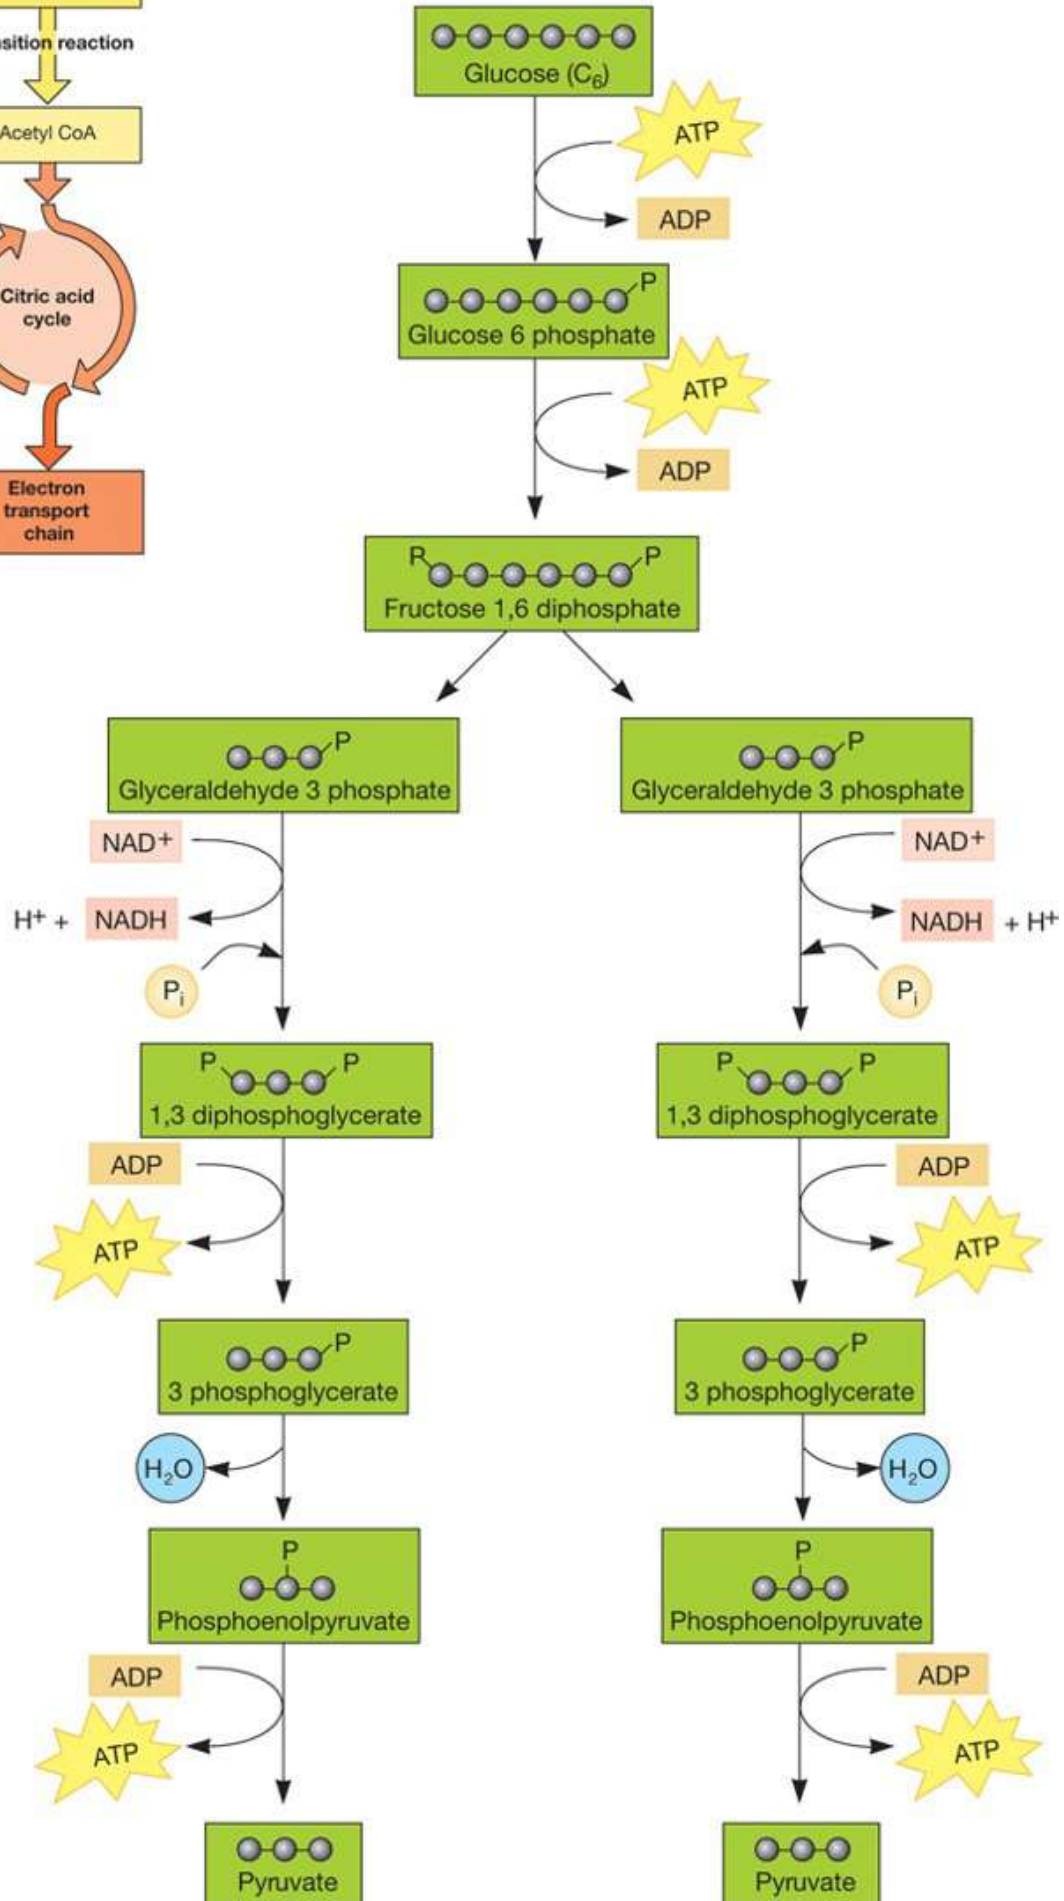 sition reaction
Acetyl CoA
Citric acid
cycle
Electron
transport
chain
Glucose (C₆)
ATP
ADP
P
Glucose 6 phosphate
ATP
ADP
R P
Fructose 1,6 diphosphate
P
Glyceraldehyde 3 phosphate
P
Glyceraldehyde 3 phosphate
NAD+
NAD+
H+ + NADH
NADH + H+
Pi
Pi
P P
1,3 diphosphoglycerate
P P
1,3 diphosphoglycerate
ADP
ADP
ATP
ATP
P
3 phosphoglycerate
P
3 phosphoglycerate
H₂O
H₂O
P
Phosphoenolpyruvate
P
Phosphoenolpyruvate
ADP
ADP
ATP
ATP
Pyruvate
Pyruvate